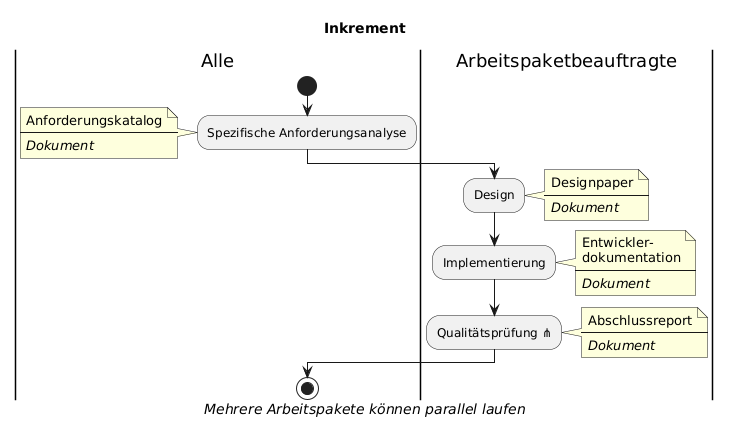 Inkrement
Alle
Arbeitspaketbeauftragte
Anforderungskatalog
Dokument
Spezifische Anforderungsanalyse
Design
Designpaper
Dokument
Implementierung
Entwickler-
dokumentation
Dokument
Qualitätsprüfung ⋔
Abschlussreport
Dokument
Mehrere Arbeitspakete können parallel laufen